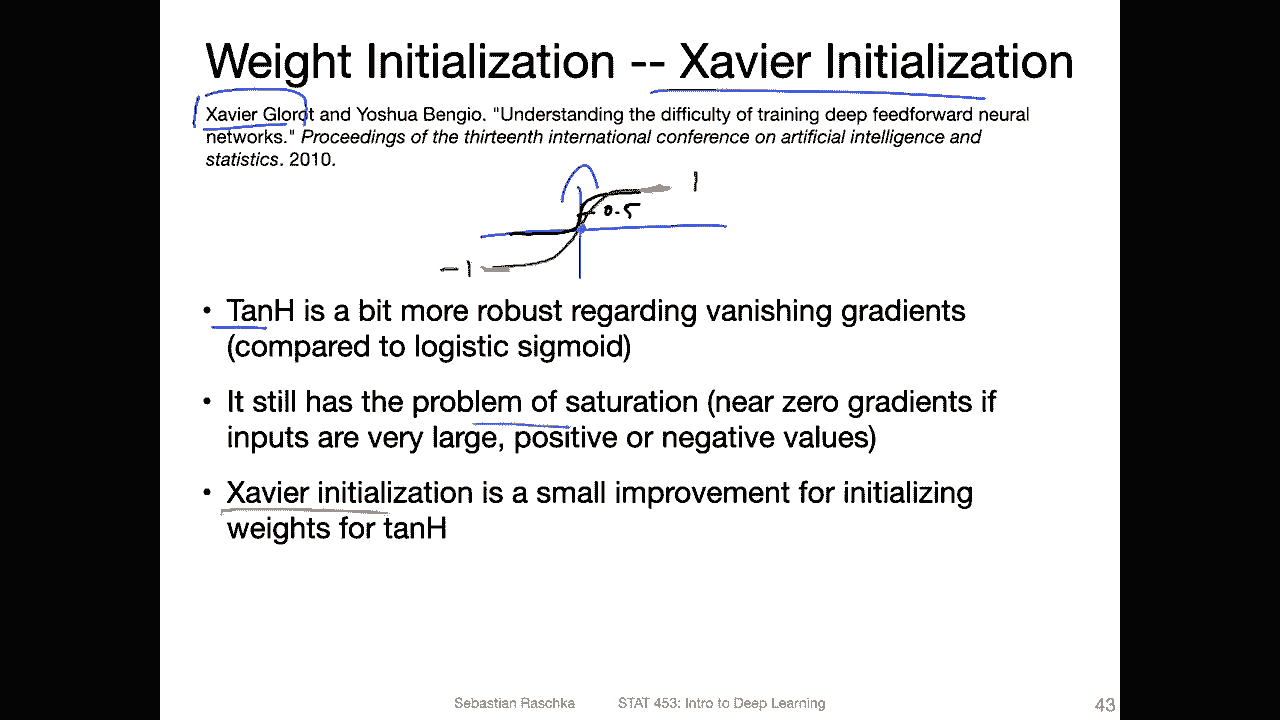 Weight Initialization -- Xavier Initialization
Xavier Glorot and Yoshua Bengio. "Understanding the difficulty of training deep feedforward neural
networks." Proceedings of the thirteenth international conference on artificial intelligence and
statistics. 2010.
1
0.5
-1
• TanH is a bit more robust regarding vanishing gradients
(compared to logistic sigmoid)
• It still has the problem of saturation (near zero gradients if
inputs are very large, positive or negative values)
• Xavier initialization is a small improvement for initializing
weights for tanH
Sebastian Raschka STAT 453: Intro to Deep Learning 43